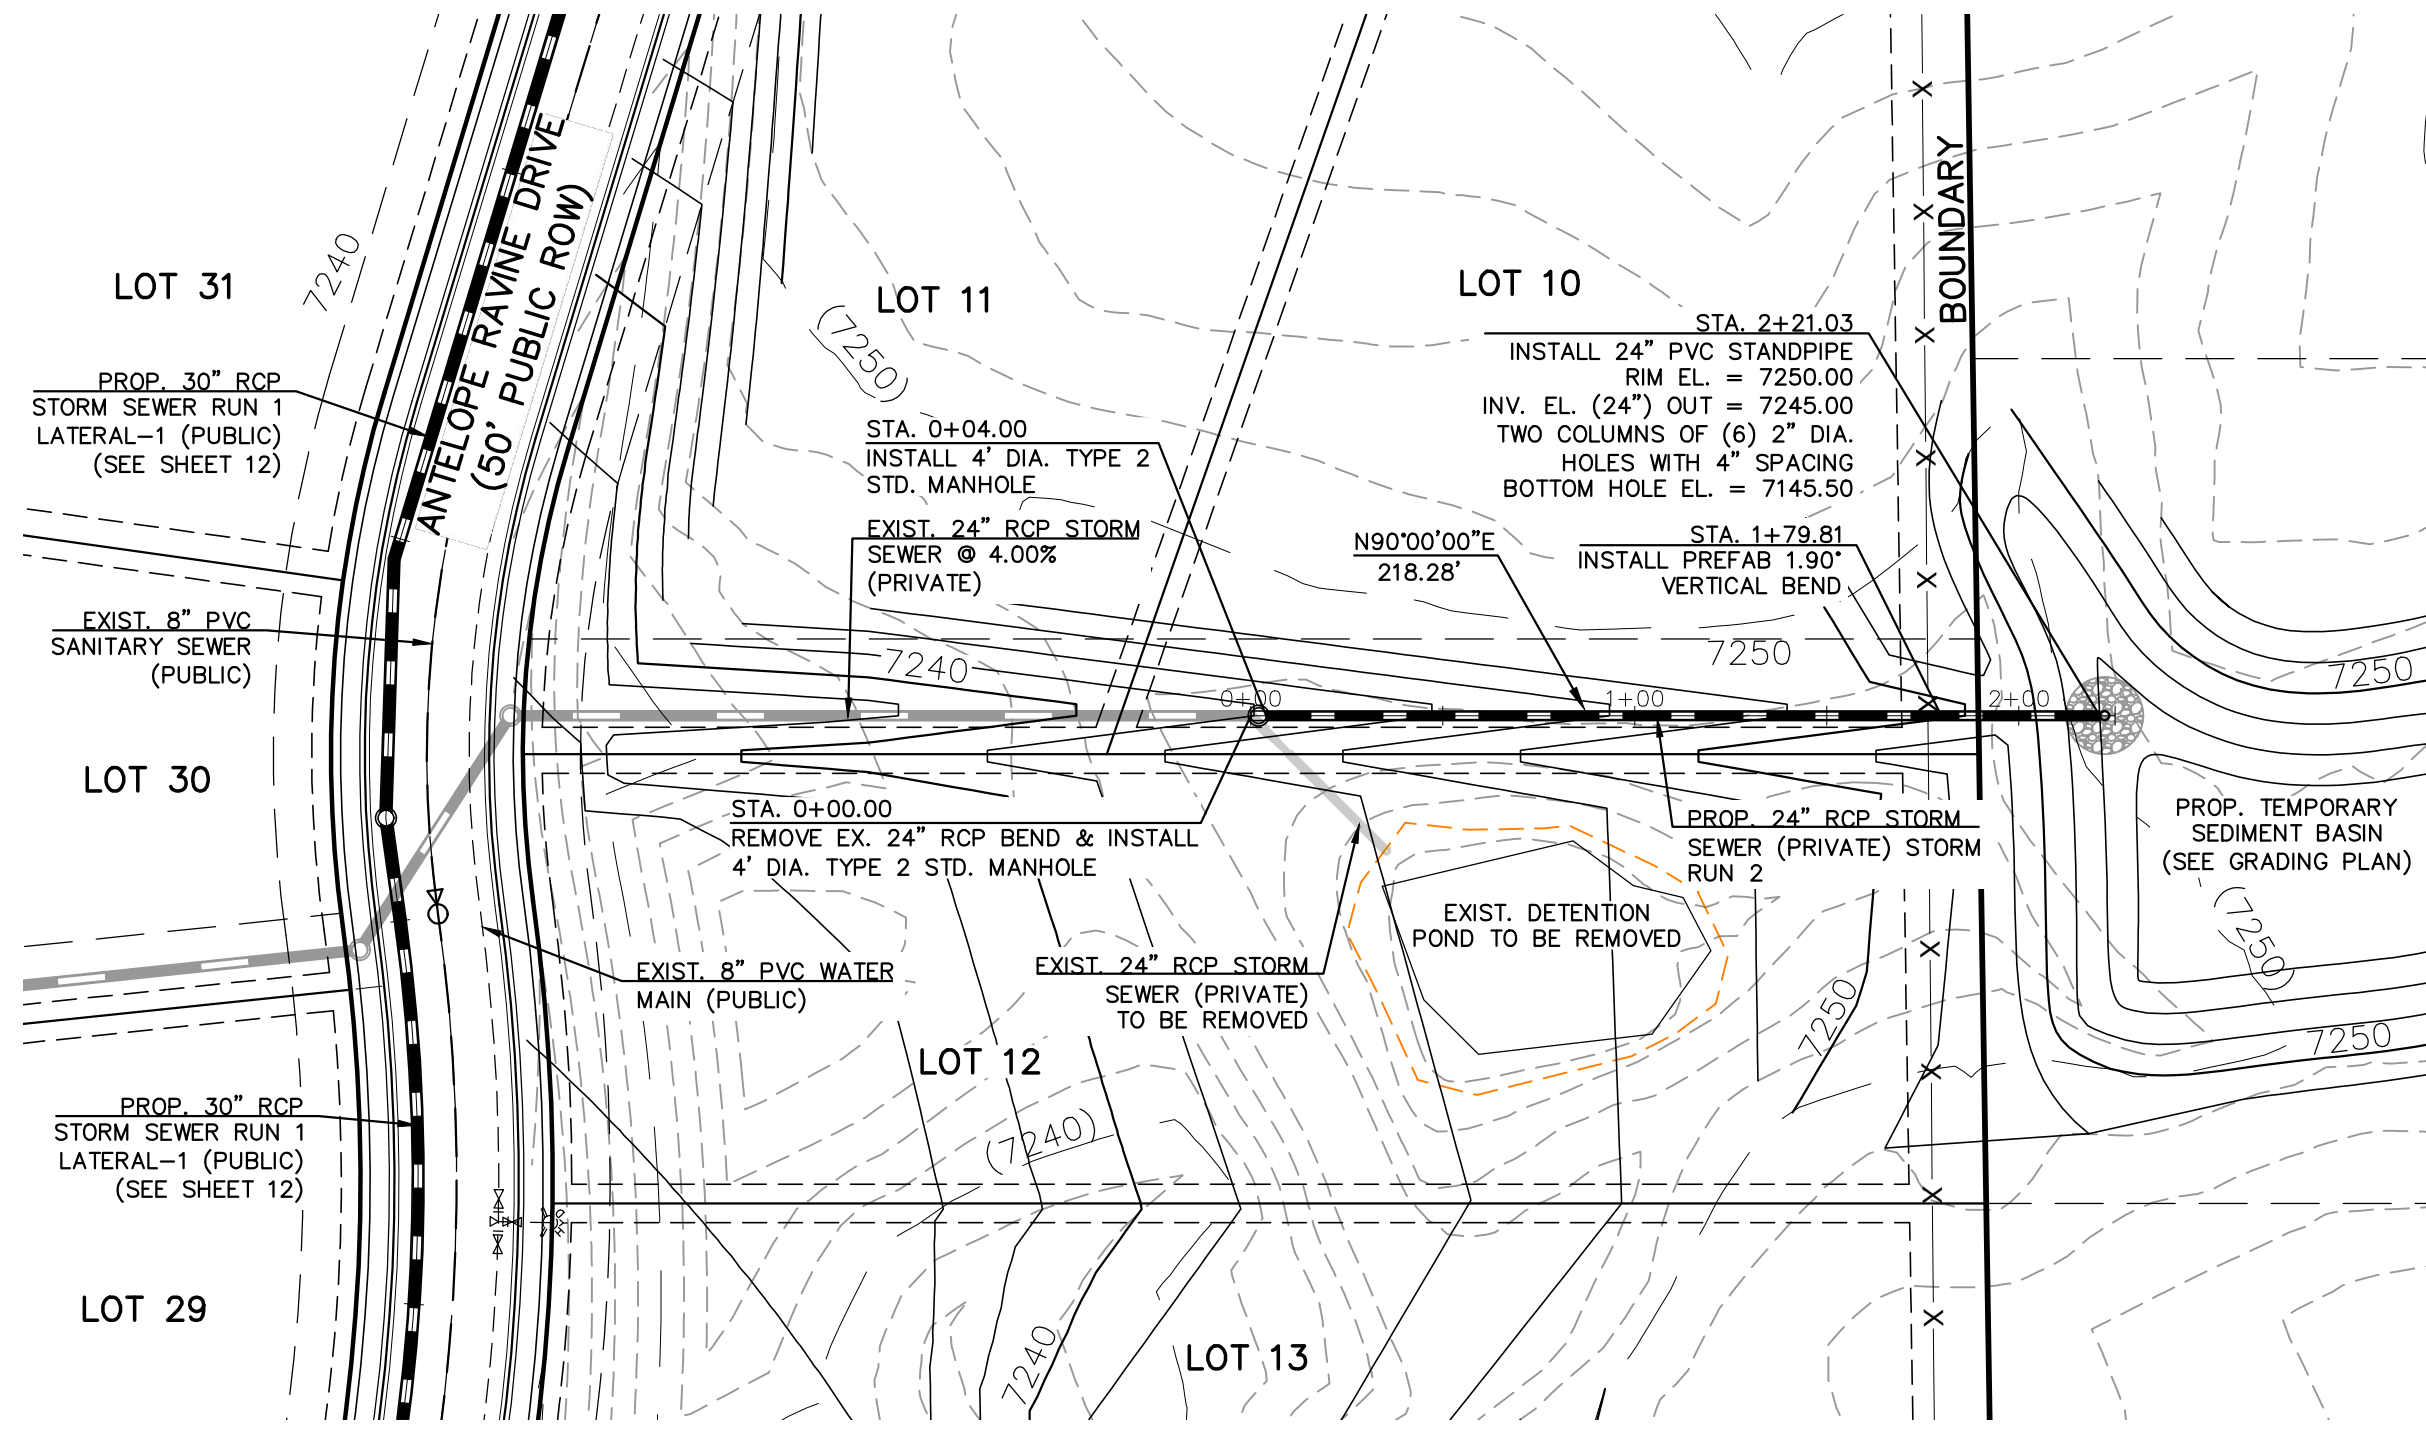 ANTELOPE RAVINE DRIVE
(50' PUBLIC ROW)
BOUNDARY
7240
LOT 31
LOT 11
LOT 10
(7250)
STA. 2+21.03
INSTALL 24" PVC STANDPIPE
RIM EL. = 7250.00
INV. EL. (24") OUT = 7245.00
TWO COLUMNS OF (6) 2" DIA.
HOLES WITH 4" SPACING
BOTTOM HOLE EL. = 7145.50
PROP. 30" RCP
STORM SEWER RUN 1
LATERAL-1 (PUBLIC)
(SEE SHEET 12)
STA. 0+04.00
INSTALL 4' DIA. TYPE 2
STD. MANHOLE
EXIST. 24" RCP STORM
SEWER @ 4.00%
(PRIVATE)
N90°00'00"E
218.28'
STA. 1+79.81
INSTALL PREFAB 1.90°
VERTICAL BEND
EXIST. 8" PVC
SANITARY SEWER
(PUBLIC)
7240
7250
7250
0+00
1+00
2+00
LOT 30
STA. 0+00.00
REMOVE EX. 24" RCP BEND & INSTALL
4' DIA. TYPE 2 STD. MANHOLE
PROP. 24" RCP STORM
SEWER (PRIVATE) STORM
RUN 2
PROP. TEMPORARY
SEDIMENT BASIN
(SEE GRADING PLAN)
EXIST. DETENTION
POND TO BE REMOVED
(7250)
EXIST. 8" PVC WATER
MAIN (PUBLIC)
EXIST. 24" RCP STORM
SEWER (PRIVATE)
TO BE REMOVED
7250
7250
LOT 12
(7240)
PROP. 30" RCP
STORM SEWER RUN 1
LATERAL-1 (PUBLIC)
(SEE SHEET 12)
LOT 29
7240
LOT 13
X
X
X
X
X
X
X
X
X
X